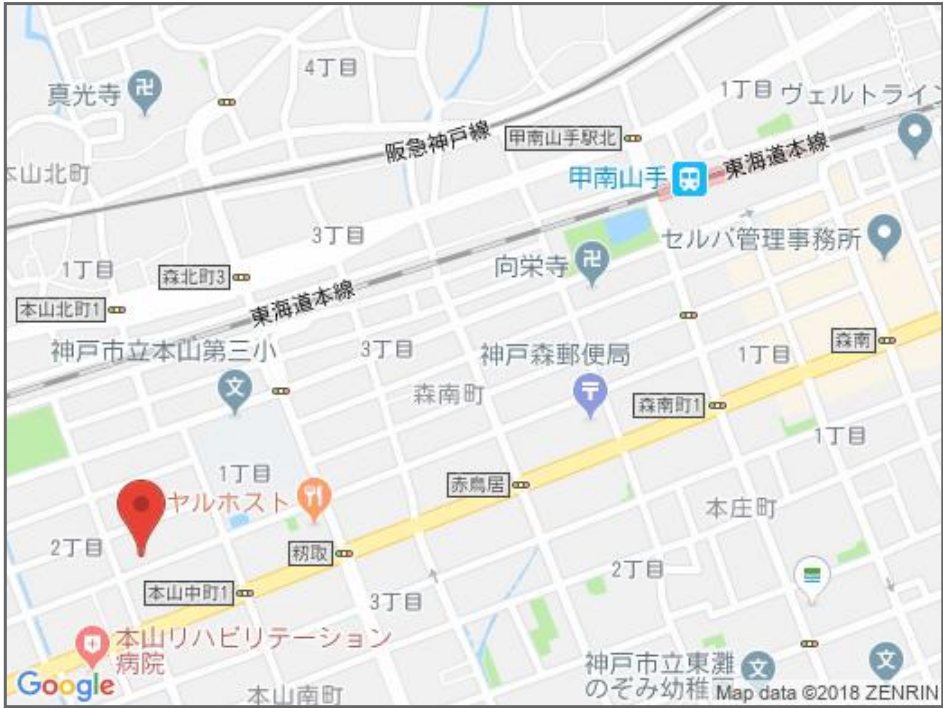 4丁目
真光寺
1丁目
ヴェルトライン
阪急神戸線
甲南山手駅北
東海道本線
本山北町
甲南山手
3丁目
セルバ管理事務所
向栄寺
1丁目
森北町3
東海道本線
本山北町1
神戸市立本山第三小
3丁目
神戸森郵便局
1丁目
森南
森南町
森南町1
1丁目
1丁目
赤鳥居
ヤルホスト
本庄町
2丁目
籾取
2丁目
本山中町1
3丁目
本山リハビリテーション
病院
神戸市立東灘
のぞみ幼稚園
Google
本山南町
Map data ©2018 ZENRIN